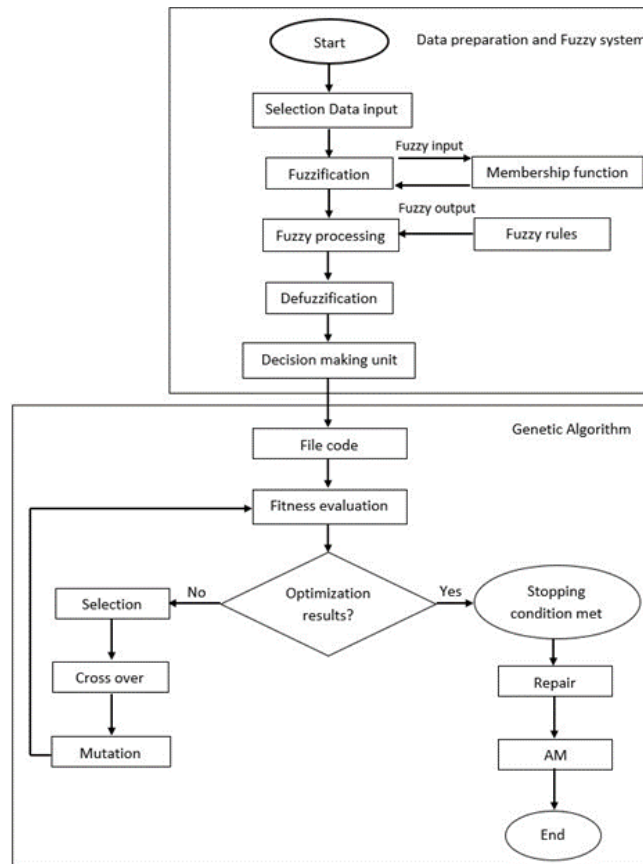 Start
Data preparation and Fuzzy system
Selection Data input
Fuzzy input
Fuzzification
Membership function
Fuzzy output
Fuzzy processing
Fuzzy rules
Defuzzification
Decision making unit
Genetic Algorithm
File code
Fitness evaluation
Optimization
results?
No
Yes
Selection
Cross over
Mutation
Stopping
condition met
Repair
AM
End